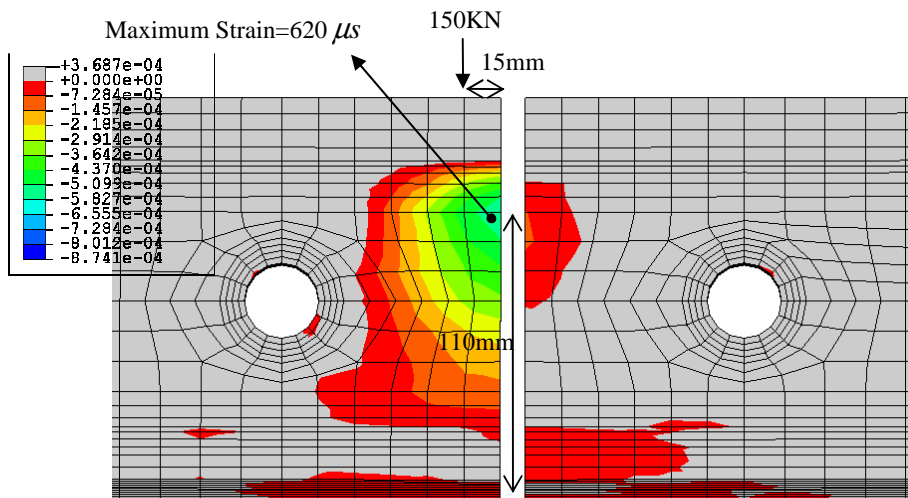 150KN
Maximum Strain=620 μs
15mm
+3.687e-04
+0.000e+00
-7.284e-05
-1.457e-04
-2.185e-04
-2.914e-04
-3.642e-04
-4.370e-04
-5.099e-04
-5.827e-04
-6.555e-04
-7.284e-04
-8.012e-04
-8.741e-04
110mm